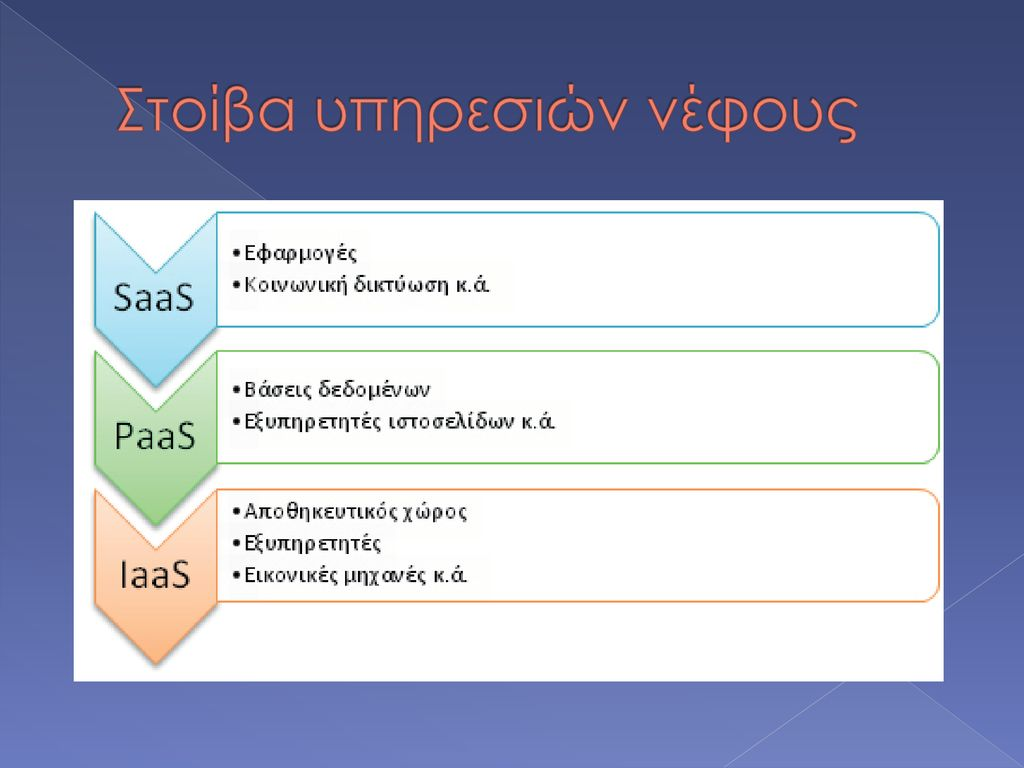 Στοίβα υπηρεσιών νέφους
SaaS
•Εφαρμογές
•Κοινωνική δικτύωση κ.ά.
PaaS
•Βάσεις δεδομένων
•Εξυπηρετητές ιστοσελίδων κ.ά.
IaaS
•Αποθηκευτικός χώρος
•Εξυπηρετητές
•Εικονικές μηχανές κ.ά.